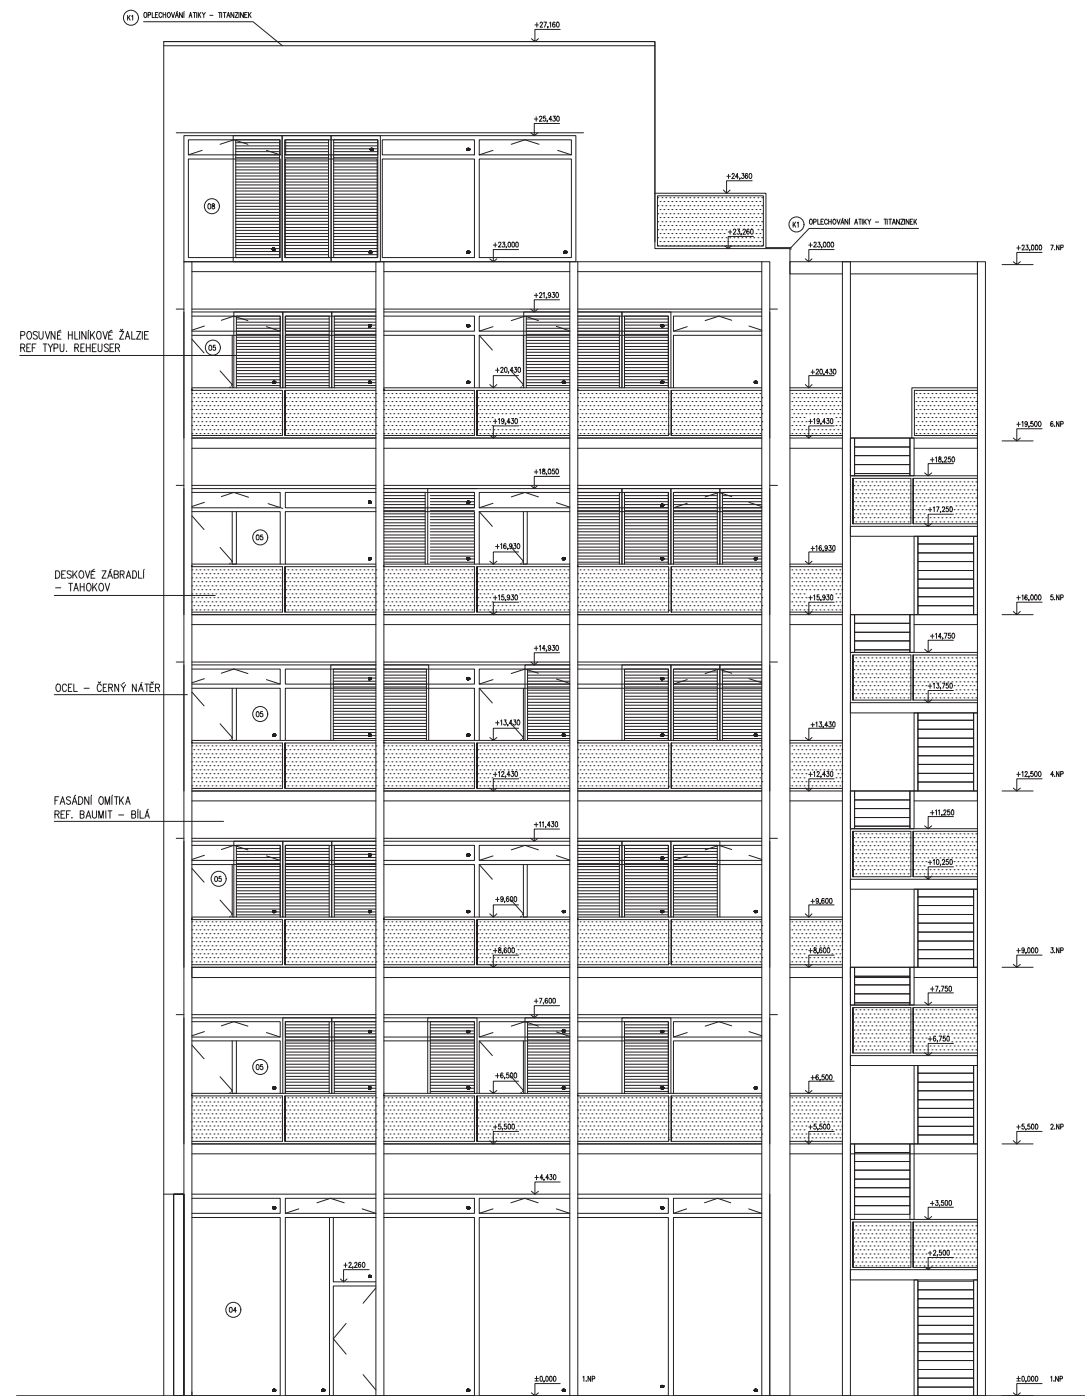 K1 OPLECHOVÁNÍ ATIKY – TITANZINEK
+27,160
+25,430
+24,360
08
K1 OPLECHOVÁNÍ ATIKY – TITANZINEK
+23,260
+23,000
+23,000
+23,000 7.NP
+21,930
POSUVNÉ HLINÍKOVÉ ŽALZIE
REF TYPU. REHEUSER
05
+20,430
+20,430
+19,430
+19,430
+19,500 6.NP
+18,050
+18,250
+17,250
05
+16,930
+16,930
DESKOVÉ ZÁBRADLÍ
– TAHOKOV
+15,930
+15,930
+16,000 5.NP
+14,930
+14,750
+13,750
OCEL – ČERNÝ NÁTĚR
05
+13,430
+13,430
+12,430
+12,430
+12,500 4.NP
FASÁDNÍ OMÍTKA
REF. BAUMIT – BÍLÁ
+11,430
+11,250
+10,250
05
+9,600
+9,600
+8,600
+8,600
+9,000 3.NP
+7,600
+7,750
+6,750
05
+6,500
+6,500
+5,500
+5,500
+5,500 2.NP
+4,430
+3,500
+2,500
+2,260
04
±0,000 1.NP
±0,000 1.NP